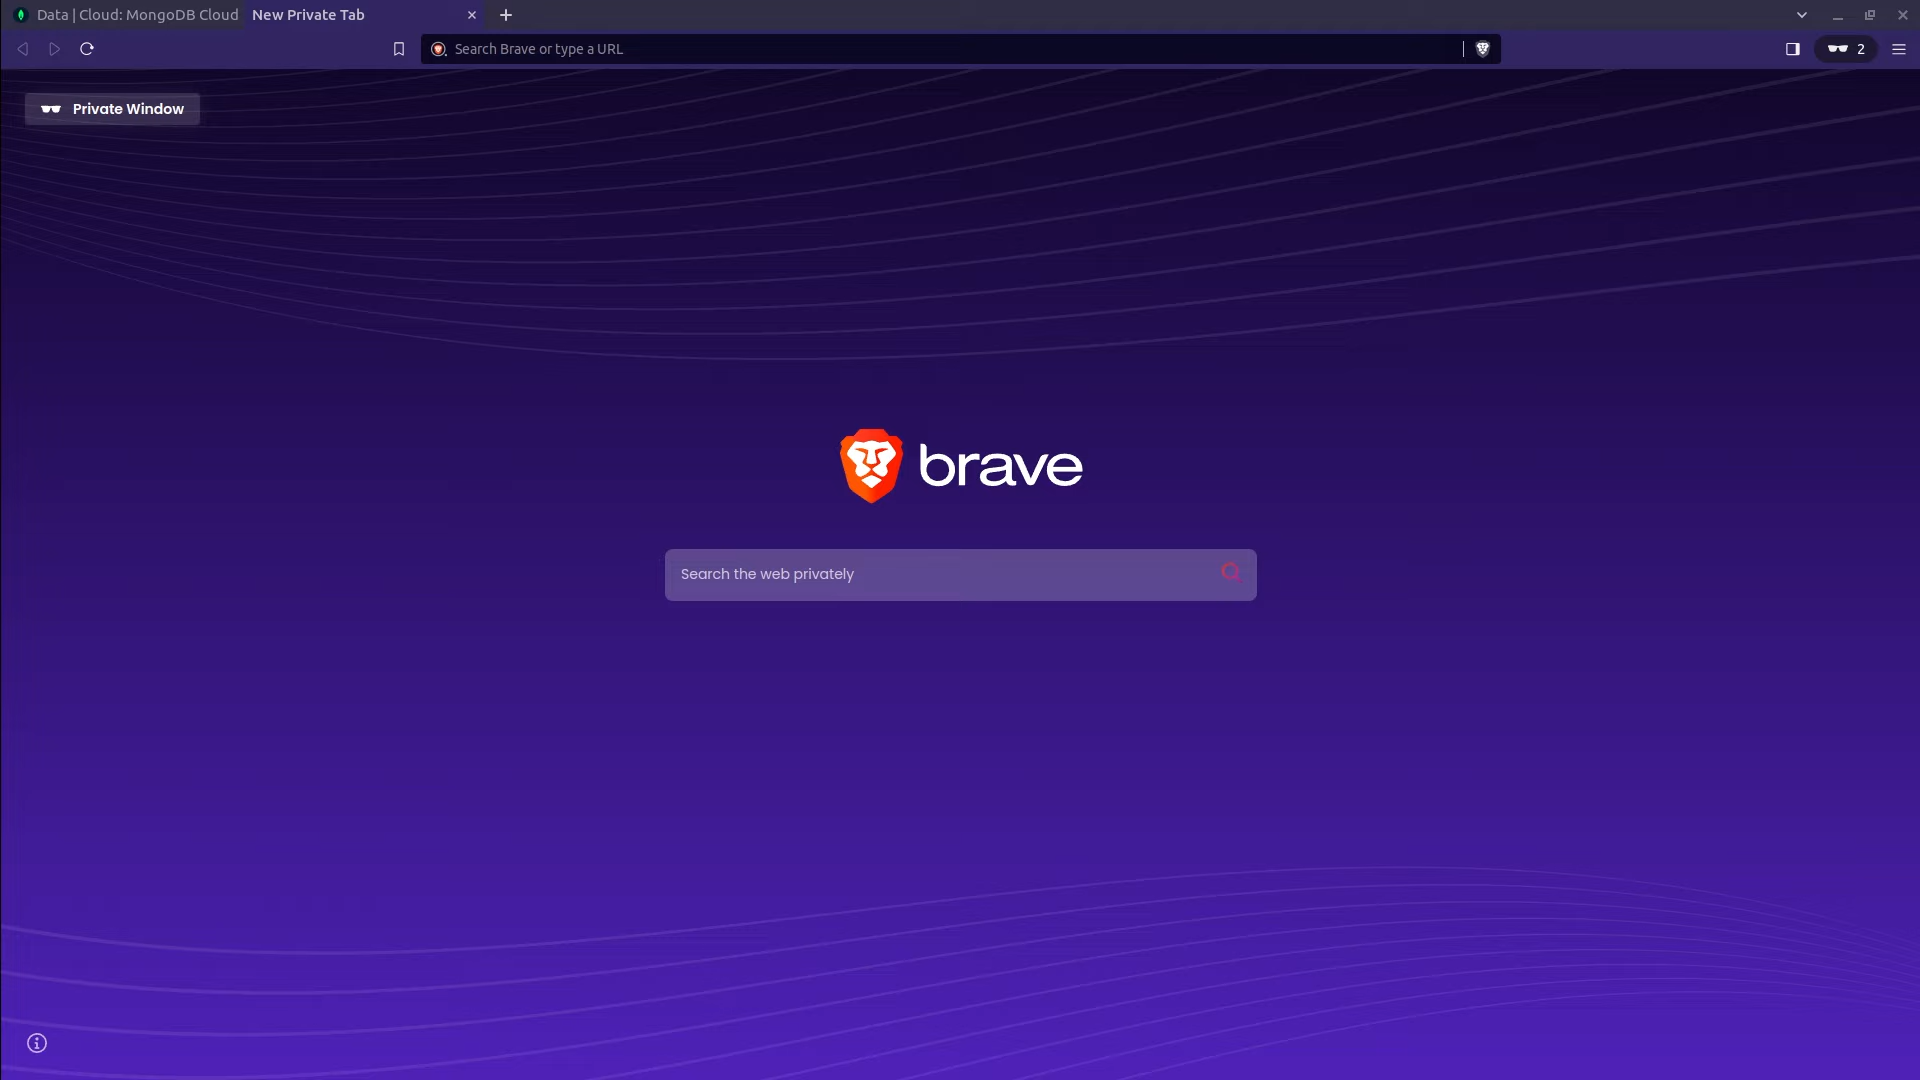 Data | Cloud: MongoDB Cloud
New Private Tab
Search Brave or type a URL
2
Private Window
brave
Search the web privately